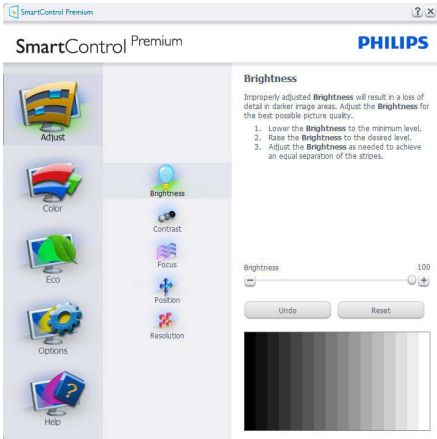 SmartControl Premium
SmartControl Premium
PHILIPS
Adjust
Color
Eco
Options
Help
Brightness
Contrast
Focus
Position
Resolution
Brightness
Improperly adjusted Brightness will result in a loss of
detail in darker image areas. Adjust the Brightness for
the best possible picture quality.
1. Lower the Brightness to the minimum level.
2. Raise the Brightness to the desired level.
3. Adjust the Brightness as needed to achieve
an equal separation of the stripes.
Brightness 100
Undo Reset